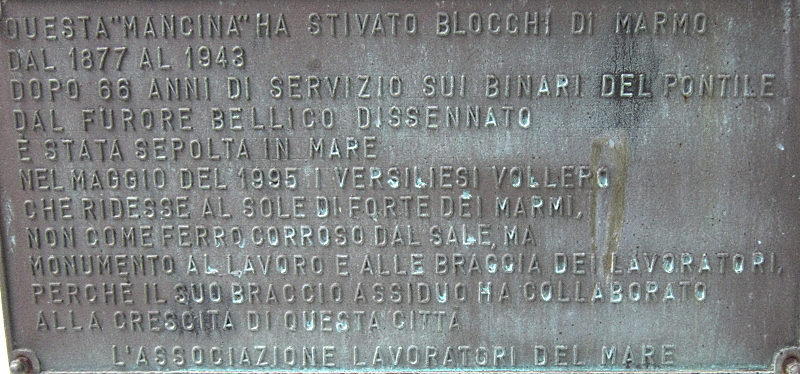 QUESTA "MANCINA" HA STIVATO BLOCCHI DI MARMO
DAL 1877 AL 1943
DOPO 66 ANNI DI SERVIZIO SUI BINARI DEL PONTILE
DAL FURORE BELLICO DISSENNATO
È STATA SEPOLTA IN MARE
NEL MAGGIO DEL 1995 I VERSILIESI VOLLERO
CHE RIDESSE AL SOLE DI FORTE DEI MARMI,
NON COME FERRO CORROSO DAL SALE, MA
MONUMENTO AL LAVORO E ALLE BRACCIA DEI LAVORATORI,
PERCHÈ IL SUO BRACCIO ASSIDUO HA COLLABORATO
ALLA CRESCITA DI QUESTA CITTÀ
L'ASSOCIAZIONE LAVORATORI DEL MARE